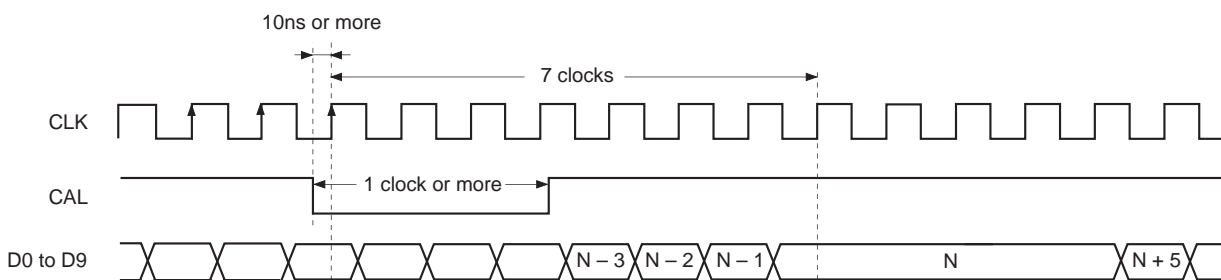 10ns or more
7 clocks
CLK
CAL
1 clock or more
D0 to D9
N – 3
N – 2
N – 1
N
N + 5